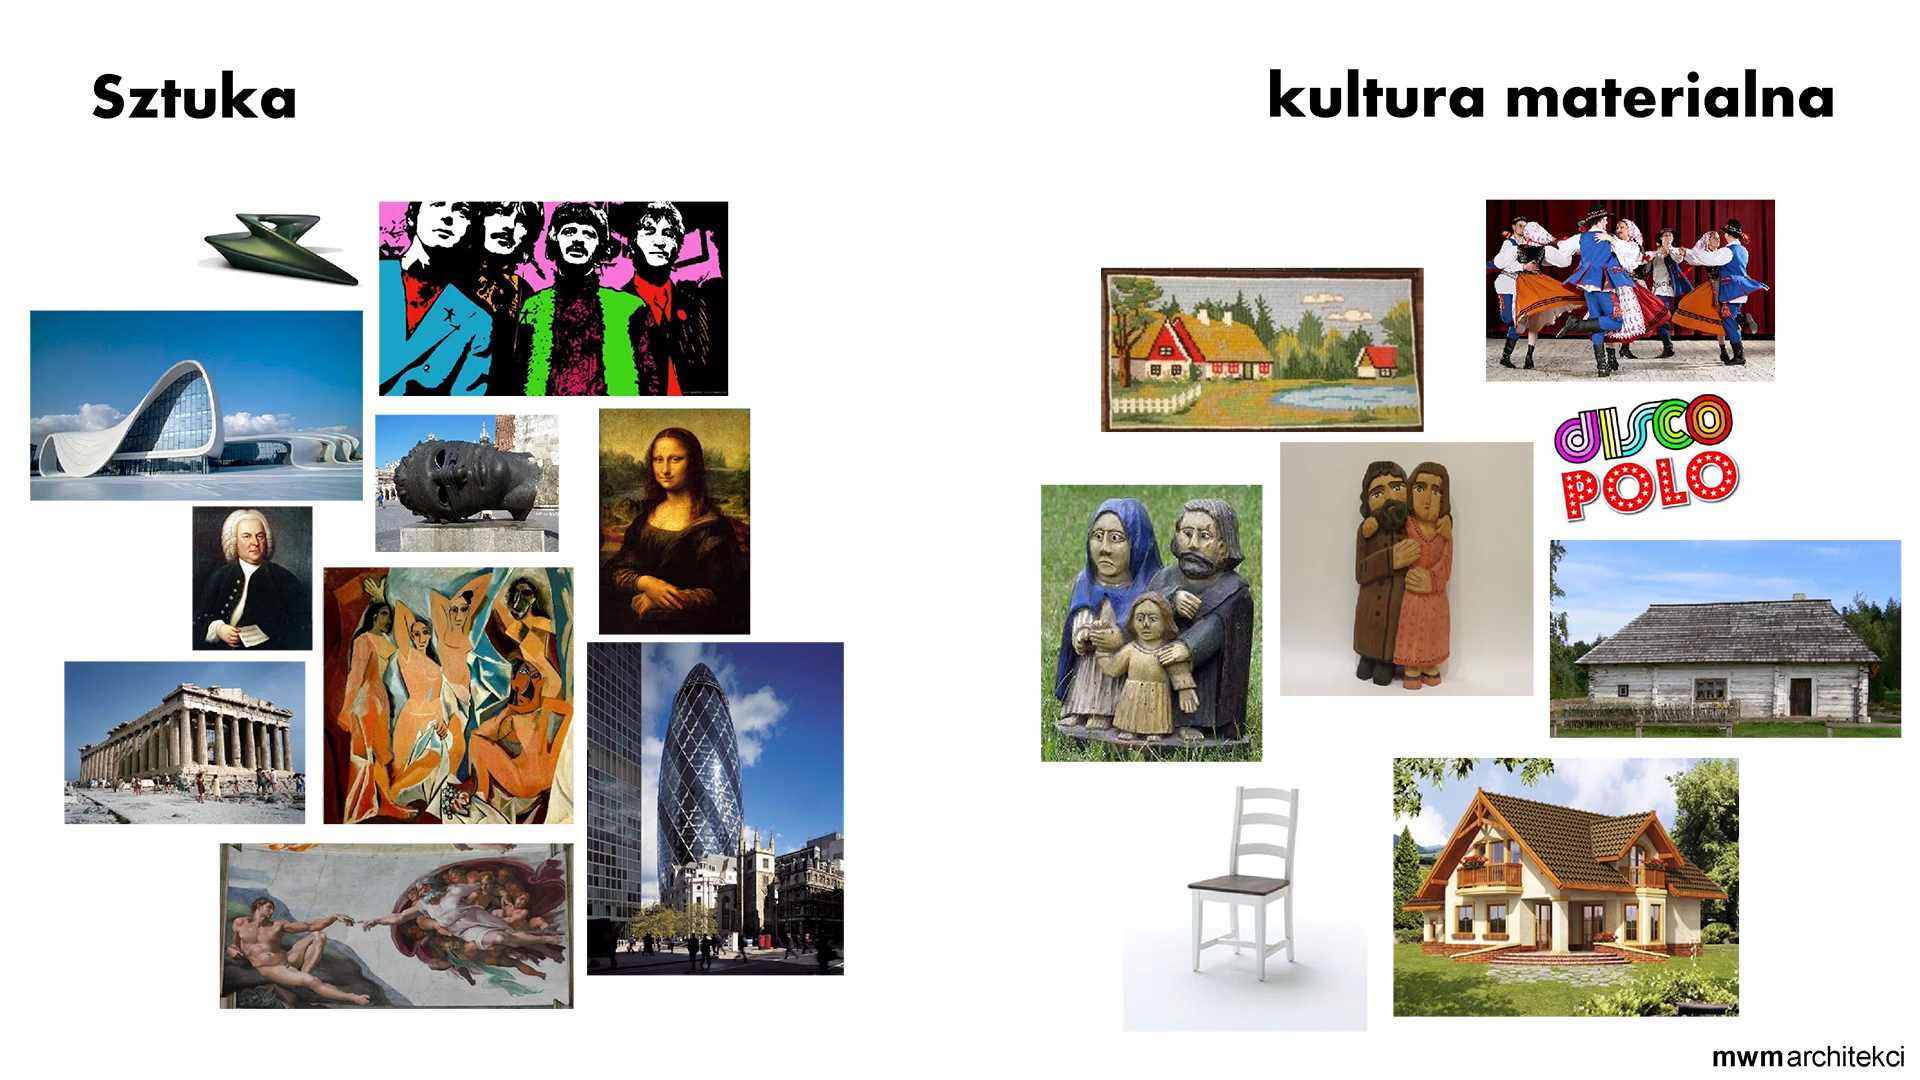 Sztuka
kultura materialna
DISCO
POLO
mwmarchitekci